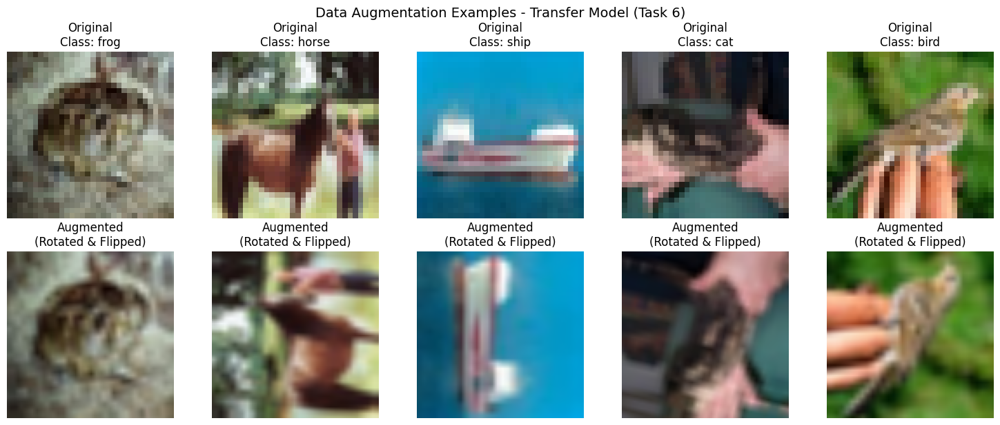 Data Augmentation Examples - Transfer Model (Task 6)
Original
Class: frog
Original
Class: horse
Original
Class: ship
Original
Class: cat
Original
Class: bird
Augmented
(Rotated & Flipped)
Augmented
(Rotated & Flipped)
Augmented
(Rotated & Flipped)
Augmented
(Rotated & Flipped)
Augmented
(Rotated & Flipped)